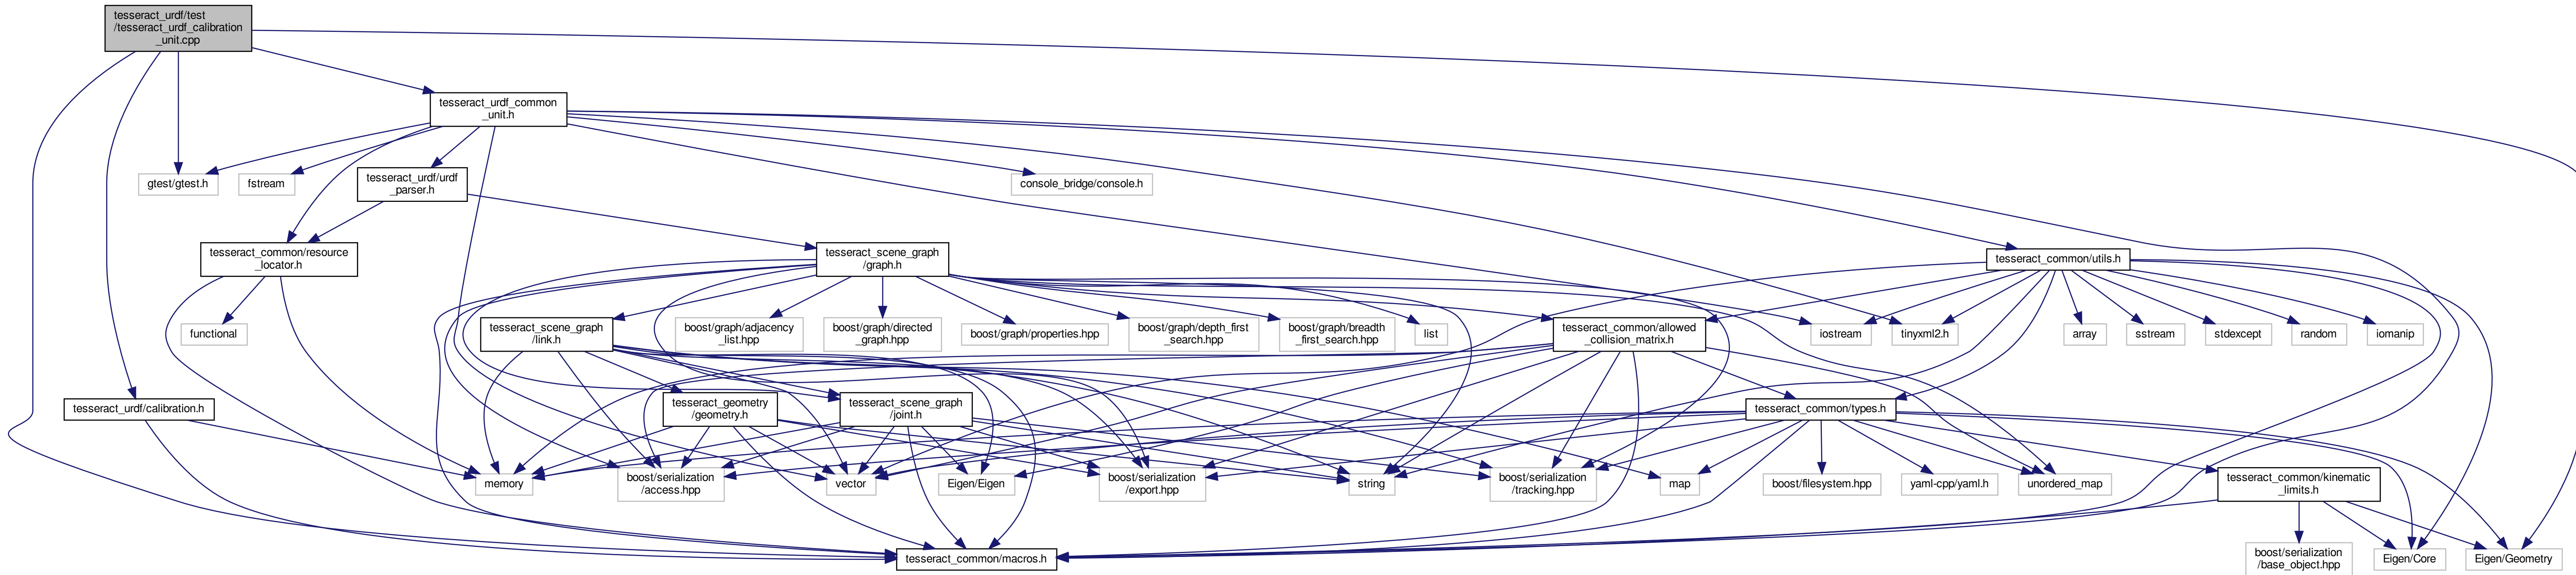 tesseract_urdf/test
/tesseract_urdf_calibration
_unit.cpp
tesseract_urdf_common
_unit.h
gtest/gtest.h
fstream
tesseract_urdf/urdf
_parser.h
console_bridge/console.h
tesseract_common/resource
_locator.h
tesseract_scene_graph
/graph.h
tesseract_common/utils.h
functional
tesseract_scene_graph
/link.h
boost/graph/adjacency
_list.hpp
boost/graph/directed
_graph.hpp
boost/graph/properties.hpp
boost/graph/depth_first
_search.hpp
boost/graph/breadth
_first_search.hpp
list
tesseract_common/allowed
_collision_matrix.h
iostream
tinyxml2.h
array
sstream
stdexcept
random
iomanip
tesseract_urdf/calibration.h
tesseract_geometry
/geometry.h
tesseract_scene_graph
/joint.h
tesseract_common/types.h
memory
boost/serialization
/access.hpp
vector
Eigen/Eigen
boost/serialization
/export.hpp
string
boost/serialization
/tracking.hpp
map
boost/filesystem.hpp
yaml-cpp/yaml.h
unordered_map
tesseract_common/kinematic
_limits.h
tesseract_common/macros.h
boost/serialization
/base_object.hpp
Eigen/Core
Eigen/Geometry